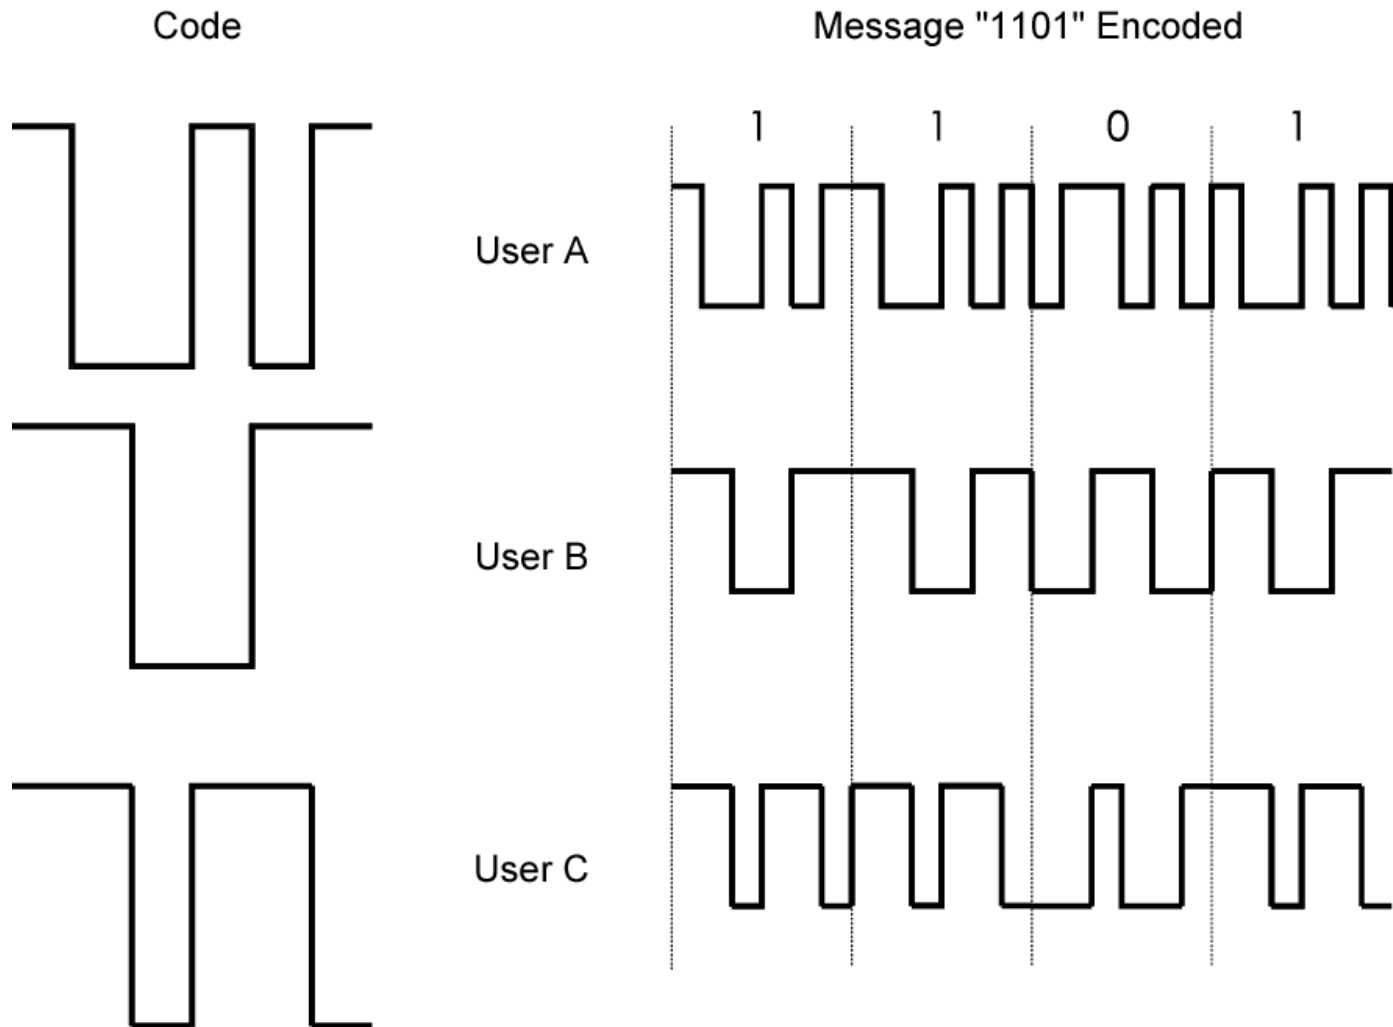 Code
Message "1101" Encoded
1 1 0 1
User A
User B
User C